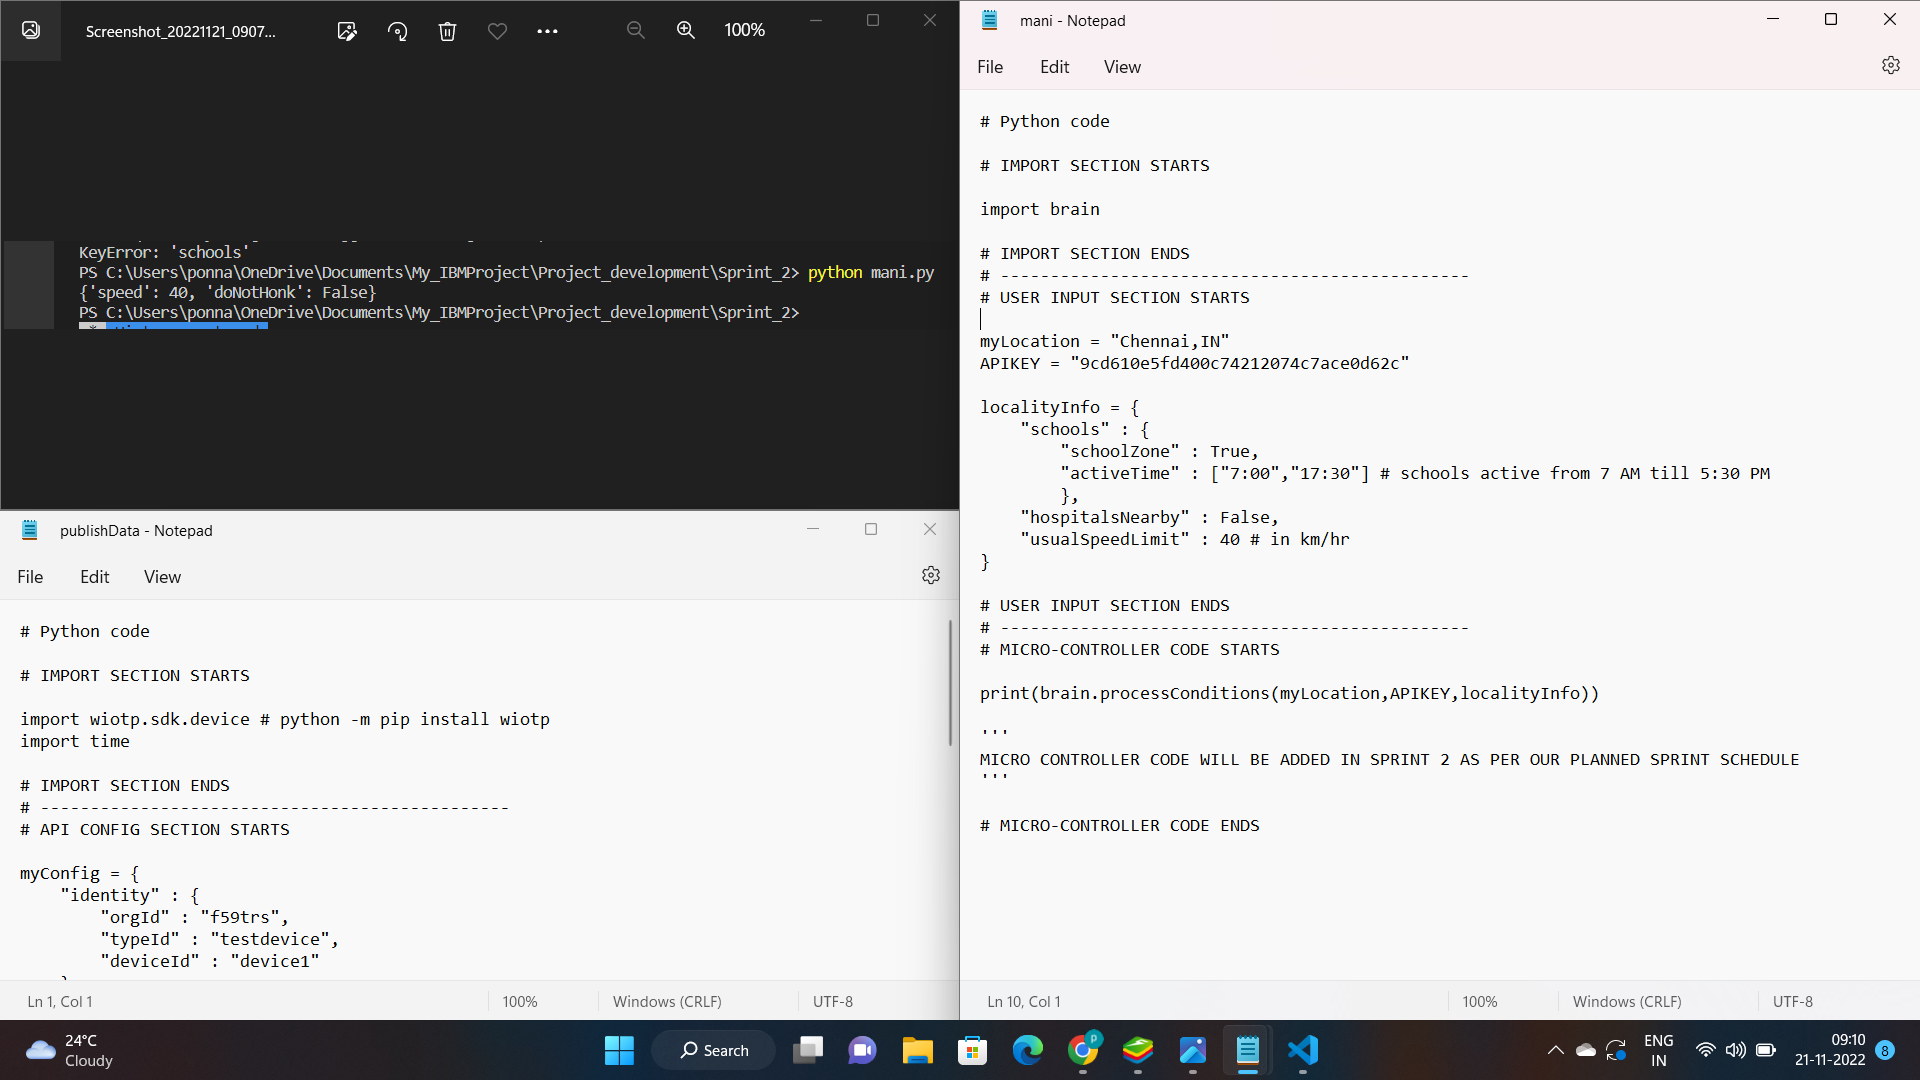 Screenshot_20221121_0907...
100%
KeyError: 'schools'
PS C:\Users\ponna\OneDrive\Documents\My_IBMProject\Project_development\Sprint_2> python mani.py
{'speed': 40, 'doNotHonk': False}
PS C:\Users\ponna\OneDrive\Documents\My_IBMProject\Project_development\Sprint_2>
publishData - Notepad
File Edit View
# Python code
# IMPORT SECTION STARTS
import wiotp.sdk.device # python -m pip install wiotp
import time
# IMPORT SECTION ENDS
# -----------------------------------------------
# API CONFIG SECTION STARTS
myConfig = {
    "identity" : {
        "orgId" : "f59trs",
        "typeId" : "testdevice",
        "deviceId" : "device1"
Ln 1, Col 1
100%
Windows (CRLF)
UTF-8
mani - Notepad
File Edit View
# Python code
# IMPORT SECTION STARTS
import brain
# IMPORT SECTION ENDS
# -----------------------------------------------
# USER INPUT SECTION STARTS
myLocation = "Chennai,IN"
APIKEY = "9cd610e5fd400c74212074c7ace0d62c"
localityInfo = {
    "schools" : {
        "schoolZone" : True,
        "activeTime" : ["7:00","17:30"] # schools active from 7 AM till 5:30 PM
        },
    "hospitalsNearby" : False,
    "usualSpeedLimit" : 40 # in km/hr
}
# USER INPUT SECTION ENDS
# -----------------------------------------------
# MICRO-CONTROLLER CODE STARTS
print(brain.processConditions(myLocation,APIKEY,localityInfo))
'''
MICRO CONTROLLER CODE WILL BE ADDED IN SPRINT 2 AS PER OUR PLANNED SPRINT SCHEDULE
'''
# MICRO-CONTROLLER CODE ENDS
Ln 10, Col 1
100%
Windows (CRLF)
UTF-8
24°C
Cloudy
Search
P
ENG
IN
09:10
21-11-2022
8